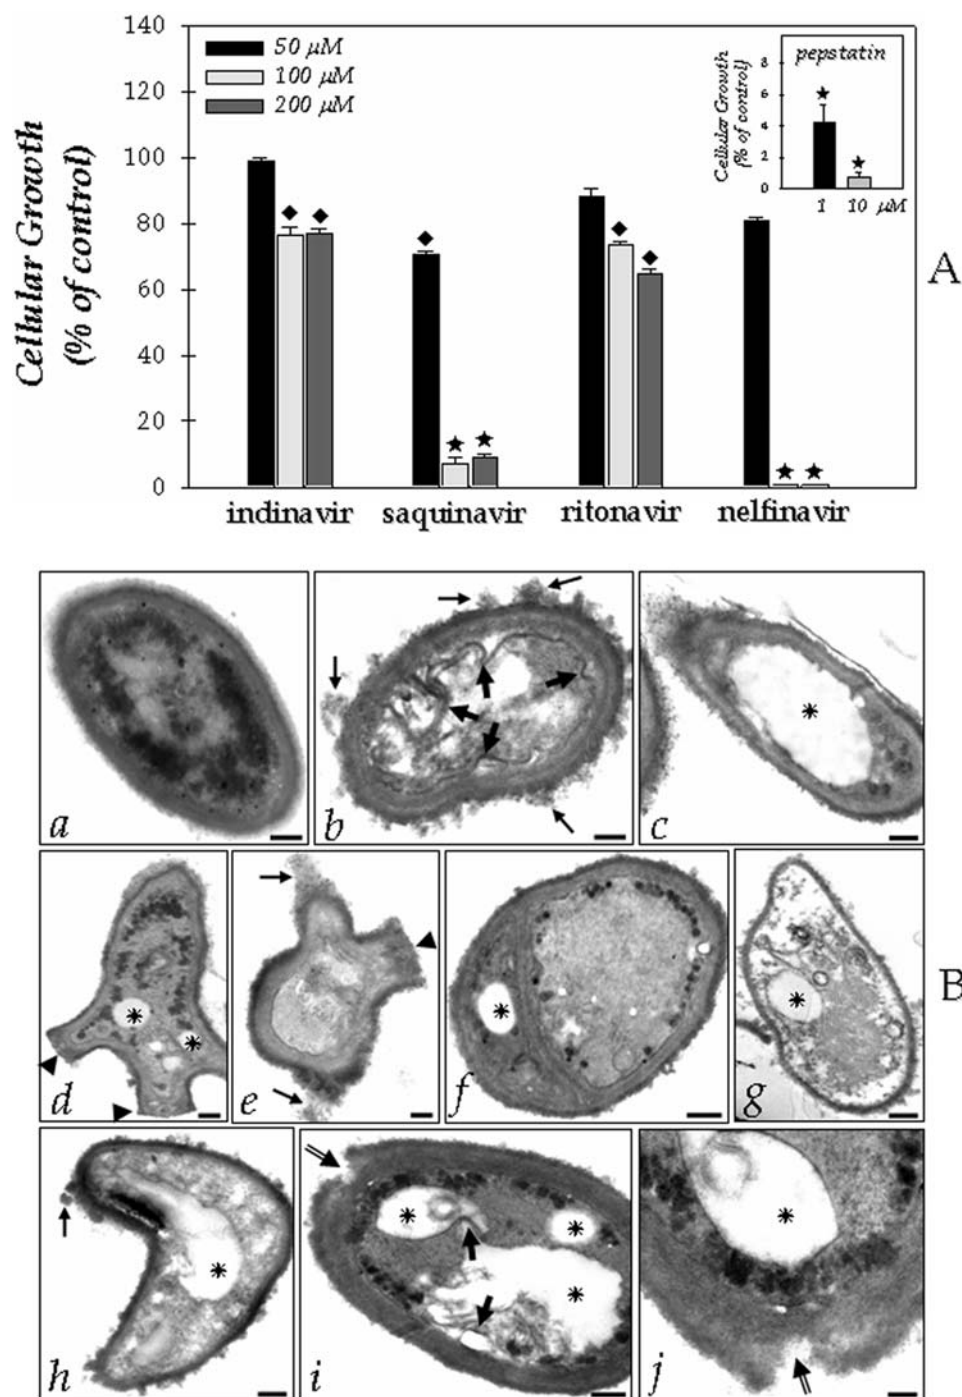 140
120
100
80
60
40
20
0
Cellular Growth
(% of control)
50 μM
100 μM
200 μM
pepstatin
Cellular Growth
(% of control)
8
6
4
2
0
1 10 μM
A
indinavir saquinavir ritonavir nelfinavir
a b c
d e f g
B
h i j